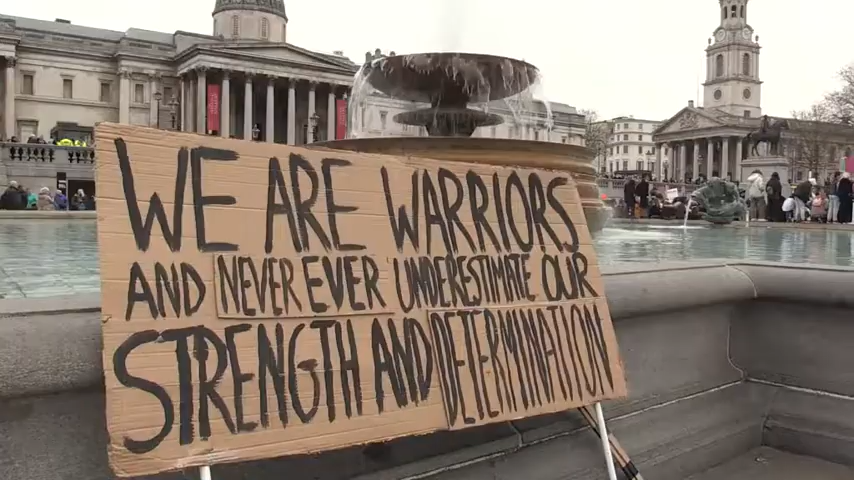 WE ARE WARRIORS
AND NEVER EVER UNDERESTIMATE OUR
STRENGTH AND DETERMINATION